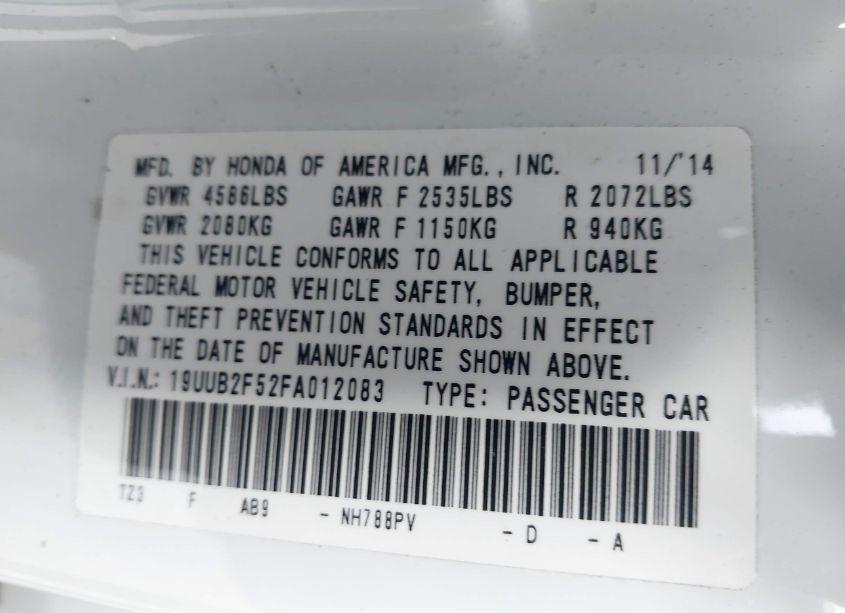 MFD. BY HONDA OF AMERICA MFG., INC. 11/'14
GVWR 4586LBS GAWR F 2535LBS R 2072LBS
GVWR 2080KG GAWR F 1150KG R 940KG
THIS VEHICLE CONFORMS TO ALL APPLICABLE
FEDERAL MOTOR VEHICLE SAFETY, BUMPER,
AND THEFT PREVENTION STANDARDS IN EFFECT
ON THE DATE OF MANUFACTURE SHOWN ABOVE.
V.I.N.: 19UUB2F52FA012083 TYPE: PASSENGER CAR
TZ3 F AB9 - NH788PV - D - A